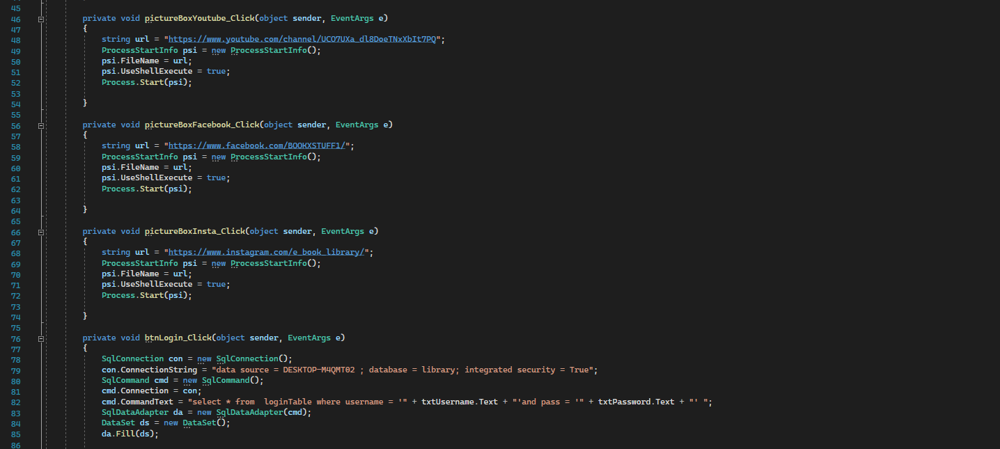 45
46 private void pictureBoxYoutube_Click(object sender, EventArgs e)
47 {
48 string url = "https://www.youtube.com/channel/UCO7UXa_dl8DoeTNxXbIt7PQ";
49 ProcessStartInfo psi = new ProcessStartInfo();
50 psi.FileName = url;
51 psi.UseShellExecute = true;
52 Process.Start(psi);
53
54 }
55
56 private void pictureBoxFacebook_Click(object sender, EventArgs e)
57 {
58 string url = "https://www.facebook.com/BOOKXSTUFF1/";
59 ProcessStartInfo psi = new ProcessStartInfo();
60 psi.FileName = url;
61 psi.UseShellExecute = true;
62 Process.Start(psi);
63
64 }
65
66 private void pictureBoxInsta_Click(object sender, EventArgs e)
67 {
68 string url = "https://www.instagram.com/e_book_library/";
69 ProcessStartInfo psi = new ProcessStartInfo();
70 psi.FileName = url;
71 psi.UseShellExecute = true;
72 Process.Start(psi);
73
74 }
75
76 private void btnLogin_Click(object sender, EventArgs e)
77 {
78 SqlConnection con = new SqlConnection();
79 con.ConnectionString = "data source = DESKTOP-M4QMT02 ; database = library; integrated security = True";
80 SqlCommand cmd = new SqlCommand();
81 cmd.Connection = con;
82 cmd.CommandText = "select * from  loginTable where username = '" + txtUsername.Text + "'and pass = '" + txtPassword.Text + "' ";
83 SqlDataAdapter da = new SqlDataAdapter(cmd);
84 DataSet ds = new DataSet();
85 da.Fill(ds);
86